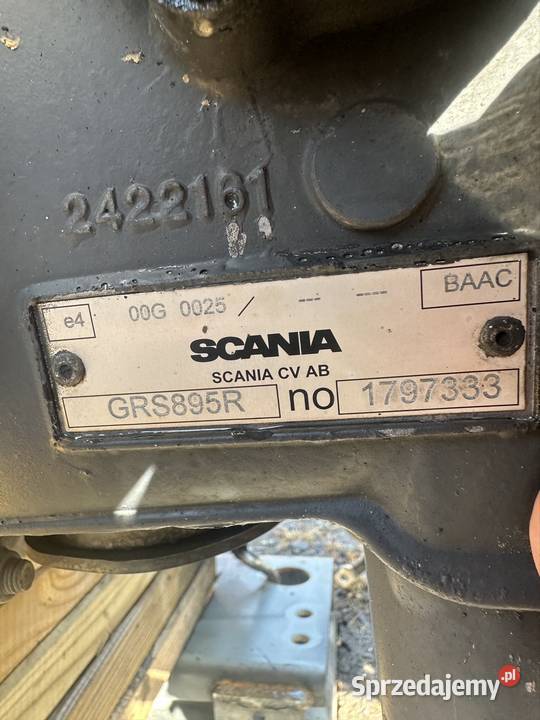 2422161
e4 00G 0025 / --- ---- BAAC
SCANIA
SCANIA CV AB
GRS895R no 1797333
Sprzedajemy.pl